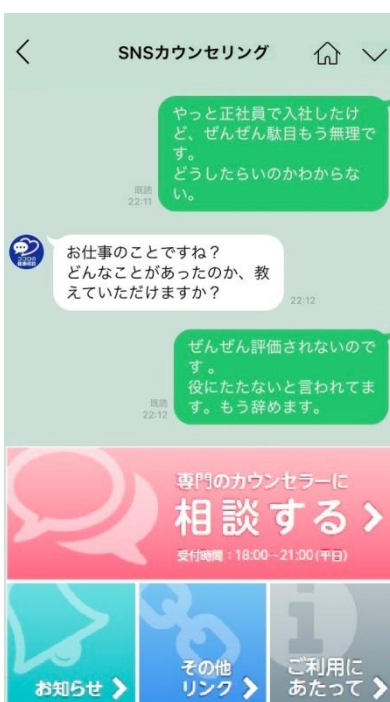 SNSカウンセリング
やっと正社員で入社したけ
ど、ぜんぜん駄目もう無理で
す。
どうしたらいのかわからな
い。
既読
22:11
お仕事のことですね？
どんなことがあったのか、教
えていただけますか？
22:12
ぜんぜん評価されないので
す 。
役にたたないと言われてま
す。もう辞めます。
既読
22:12
専門のカウンセラーに
相談する
受付時間：18:00~21:00(平日)
お知らせ
その他
リンク
ご利用に
あたって